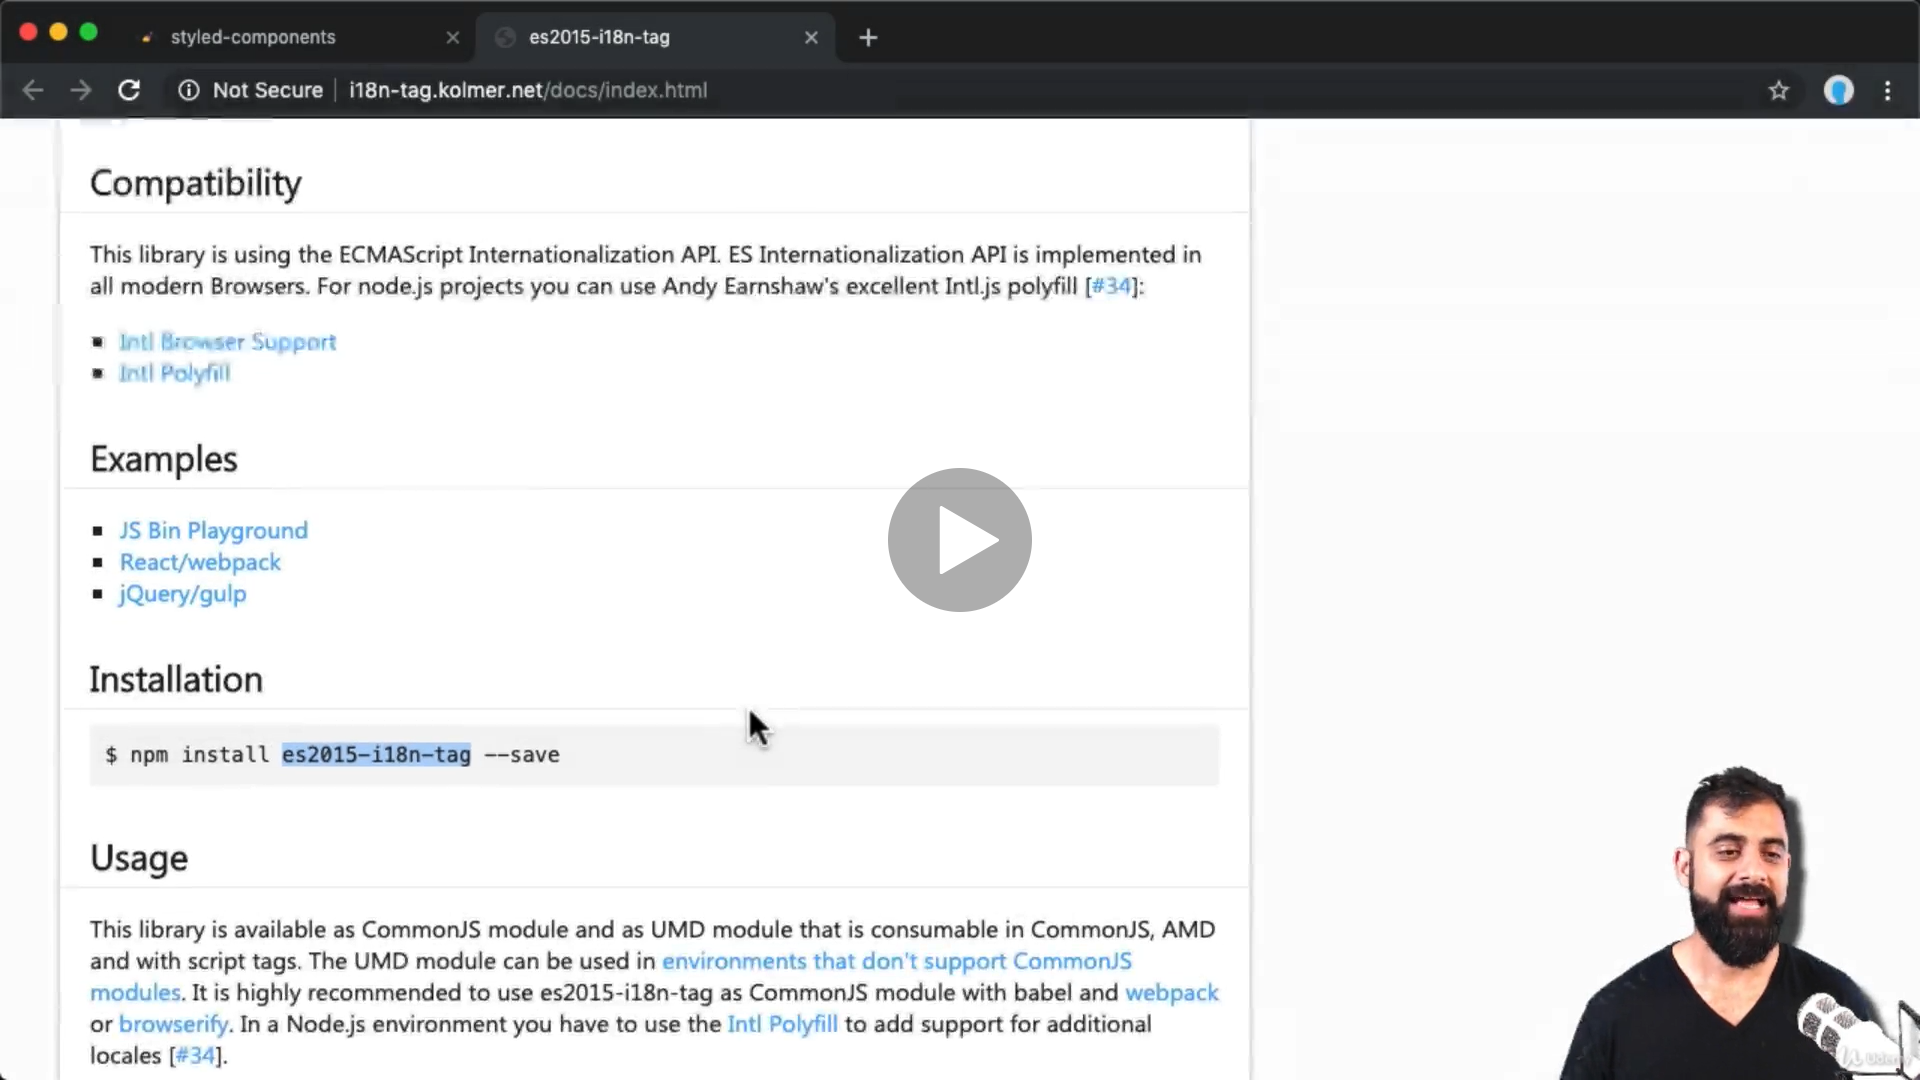 styled-components
es2015-i18n-tag
Not Secure
i18n-tag.kolmer.net/docs/index.html
Compatibility
This library is using the ECMAScript Internationalization API. ES Internationalization API is implemented in
all modern Browsers. For node.js projects you can use Andy Earnshaw's excellent Intl.js polyfill [#34]:
Intl Browser Support
Intl Polyfill
Examples
JS Bin Playground
React/webpack
jQuery/gulp
Installation
$ npm install es2015-i18n-tag --save
Usage
This library is available as CommonJS module and as UMD module that is consumable in CommonJS, AMD
and with script tags. The UMD module can be used in environments that don't support CommonJS
modules. It is highly recommended to use es2015-i18n-tag as CommonJS module with babel and webpack
or browserify. In a Node.js environment you have to use the Intl Polyfill to add support for additional
locales [#34].
Udemy